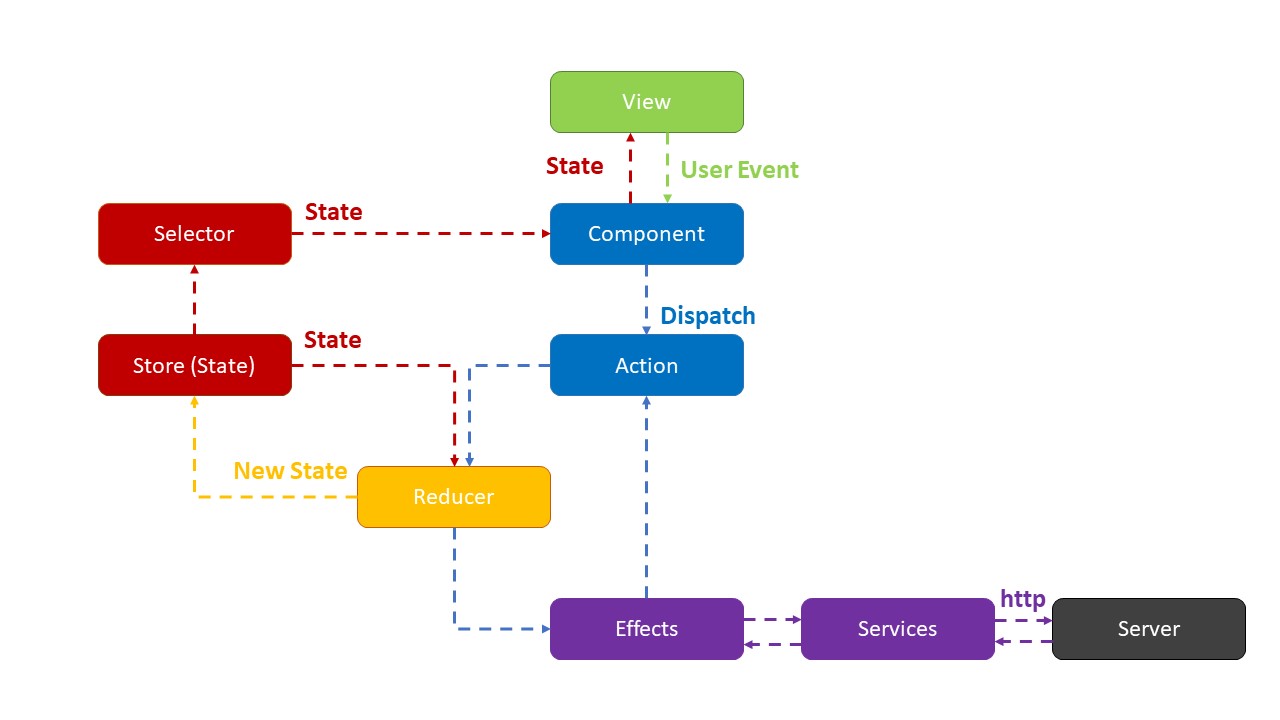 View
State
User Event
Selector
State
Component
Dispatch
Store (State)
State
Action
New State
Reducer
Effects
Services
http
Server